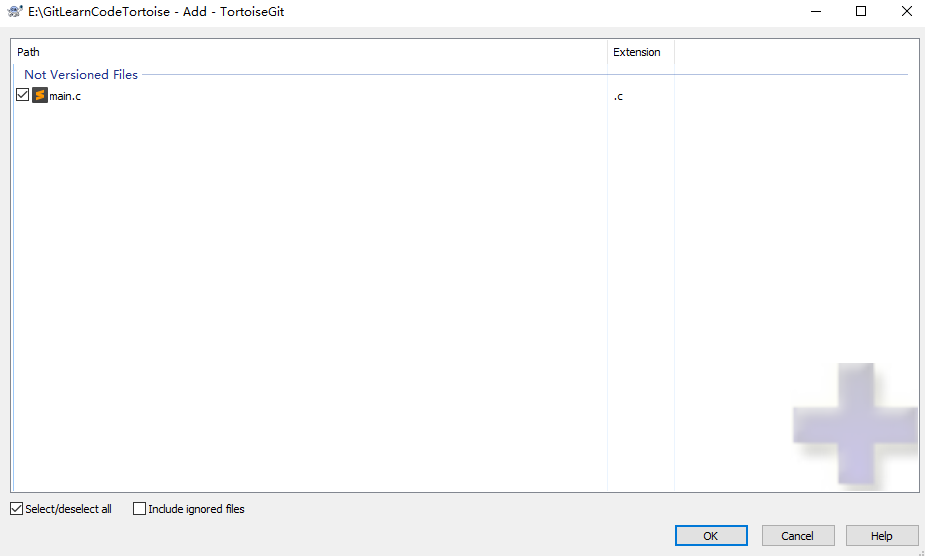 E:\GitLearnCodeTortoise - Add - TortoiseGit
Path Extension
Not Versioned Files
main.c .c
Select/deselect all Include ignored files
OK Cancel Help